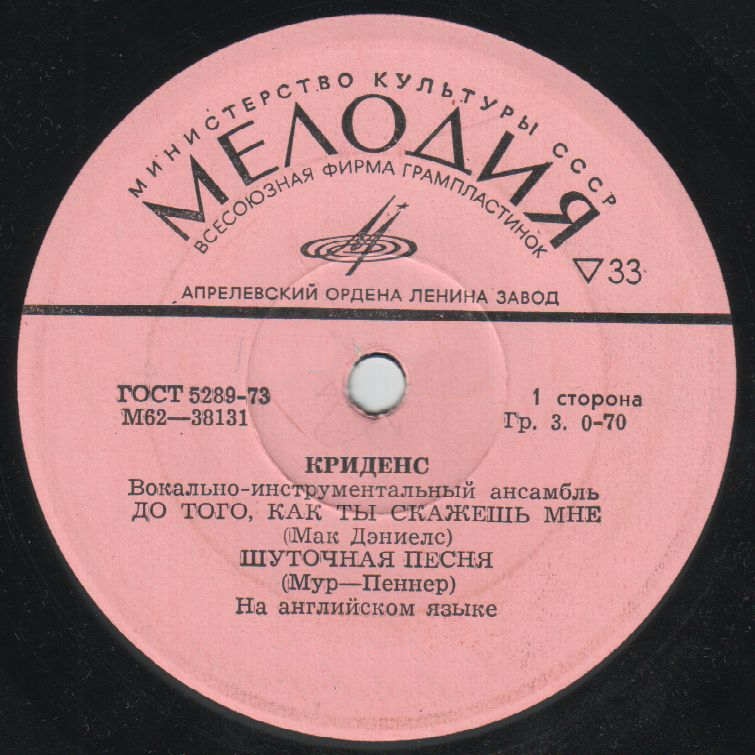 МИНИСТЕРСТВО КУЛЬТУРЫ СССР
МЕЛОДИЯ
ВСЕСОЮЗНАЯ ФИРМА ГРАМПЛАСТИНОК
33
АПРЕЛЕВСКИЙ ОРДЕНА ЛЕНИНА ЗАВОД
ГОСТ 5289-73
М62—38131
1 сторона
Гр. 3. 0-70
КРИДЕНС
Вокально-инструментальный ансамбль
ДО ТОГО, КАК ТЫ СКАЖЕШЬ МНЕ
(Мак Дэниелс)
ШУТОЧНАЯ ПЕСНЯ
(Мур—Пеннер)
На английском языке